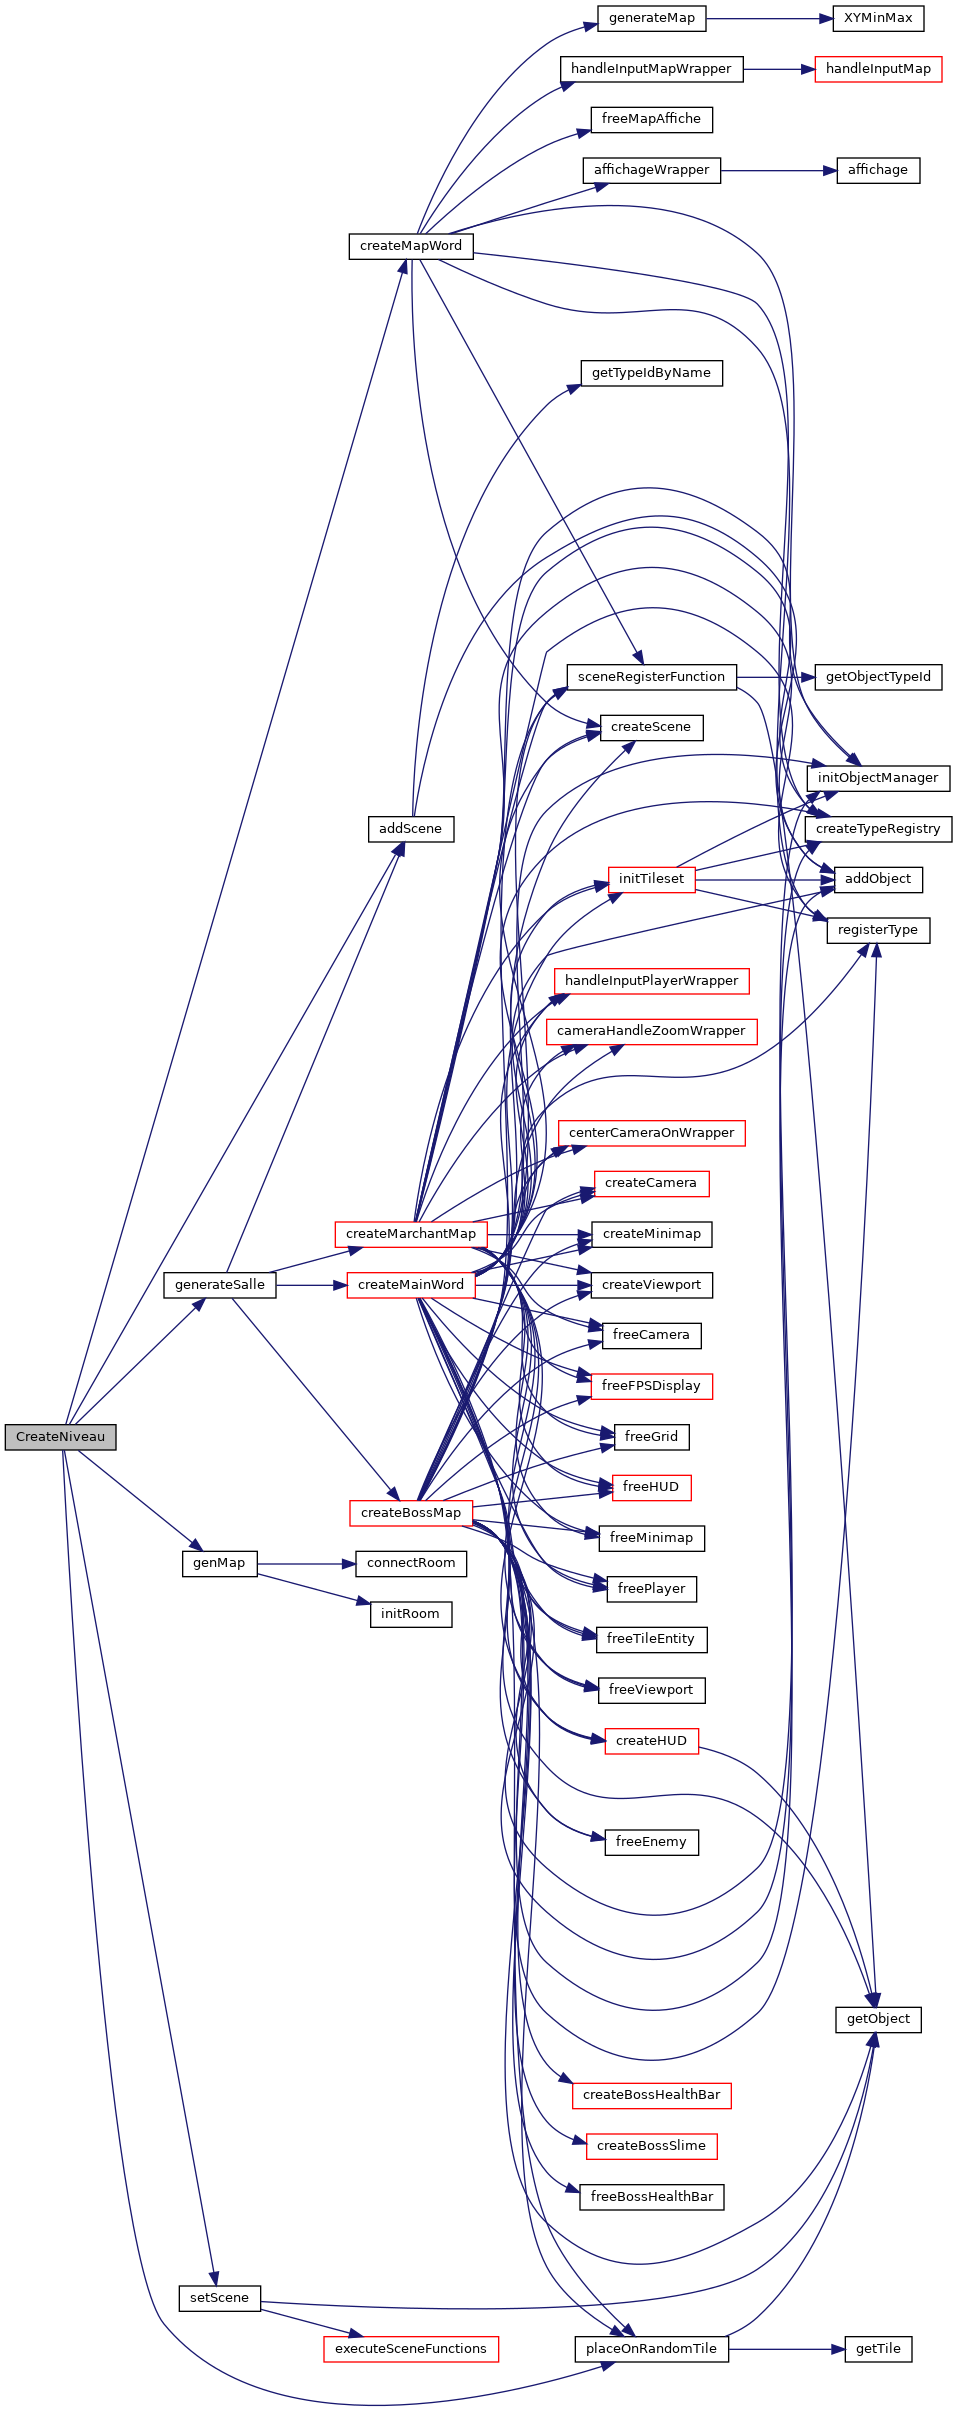 generateMap
XYMinMax
handleInputMapWrapper
handleInputMap
freeMapAffiche
affichageWrapper
affichage
createMapWord
getTypeIdByName
sceneRegisterFunction
getObjectTypeId
createScene
initObjectManager
addScene
createTypeRegistry
initTileset
addObject
registerType
handleInputPlayerWrapper
cameraHandleZoomWrapper
centerCameraOnWrapper
createCamera
createMarchantMap
createMinimap
generateSalle
createMainWord
createViewport
freeCamera
freeFPSDisplay
CreateNiveau
freeGrid
freeHUD
createBossMap
freeMinimap
genMap
connectRoom
freePlayer
initRoom
freeTileEntity
freeViewport
createHUD
freeEnemy
getObject
createBossHealthBar
createBossSlime
freeBossHealthBar
setScene
executeSceneFunctions
placeOnRandomTile
getTile